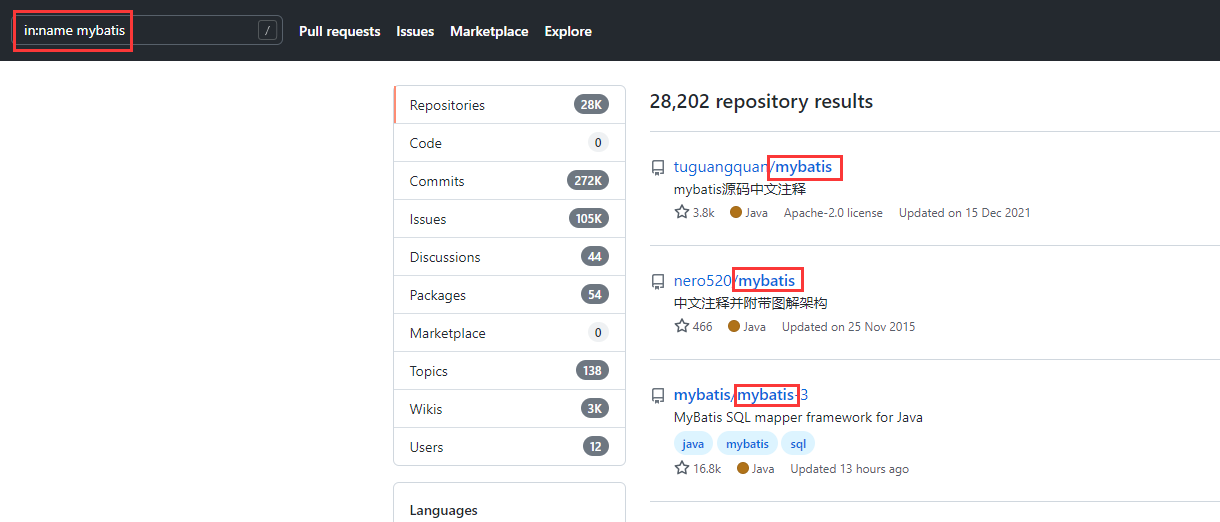 in:name mybatis / Pull requests Issues Marketplace Explore
Repositories 28K
Code 0
Commits 272K
Issues 105K
Discussions 44
Packages 54
Marketplace 0
Topics 138
Wikis 3K
Users 12
Languages
28,202 repository results
tuguangquan/mybatis
mybatis源码中文注释
3.8k Java Apache-2.0 license Updated on 15 Dec 2021
nero520/mybatis
中文注释并附带图解架构
466 Java Updated on 25 Nov 2015
mybatis/mybatis-3
MyBatis SQL mapper framework for Java
java mybatis sql
16.8k Java Updated 13 hours ago